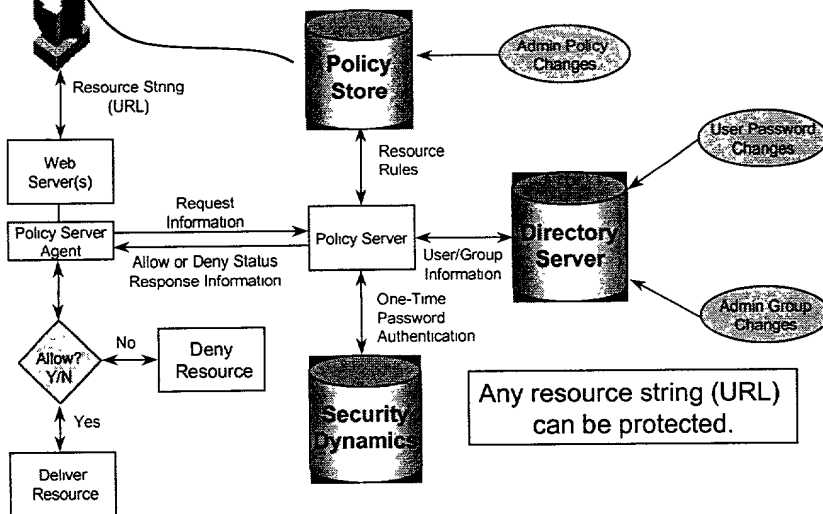 Resource String
(URL)
Policy
Store
Admin Policy
Changes
User Password
Changes
Web
Server(s)
Resource
Rules
Request
Information
Policy Server
Agent
Policy Server
Allow or Deny Status
Response Information
User/Group
Information
Directory
Server
One-Time
Password
Authentication
Admin Group
Changes
Allow?
Y/N
No
Deny
Resource
Yes
Security
Dynamics
Any resource string (URL)
can be protected.
Deliver
Resource